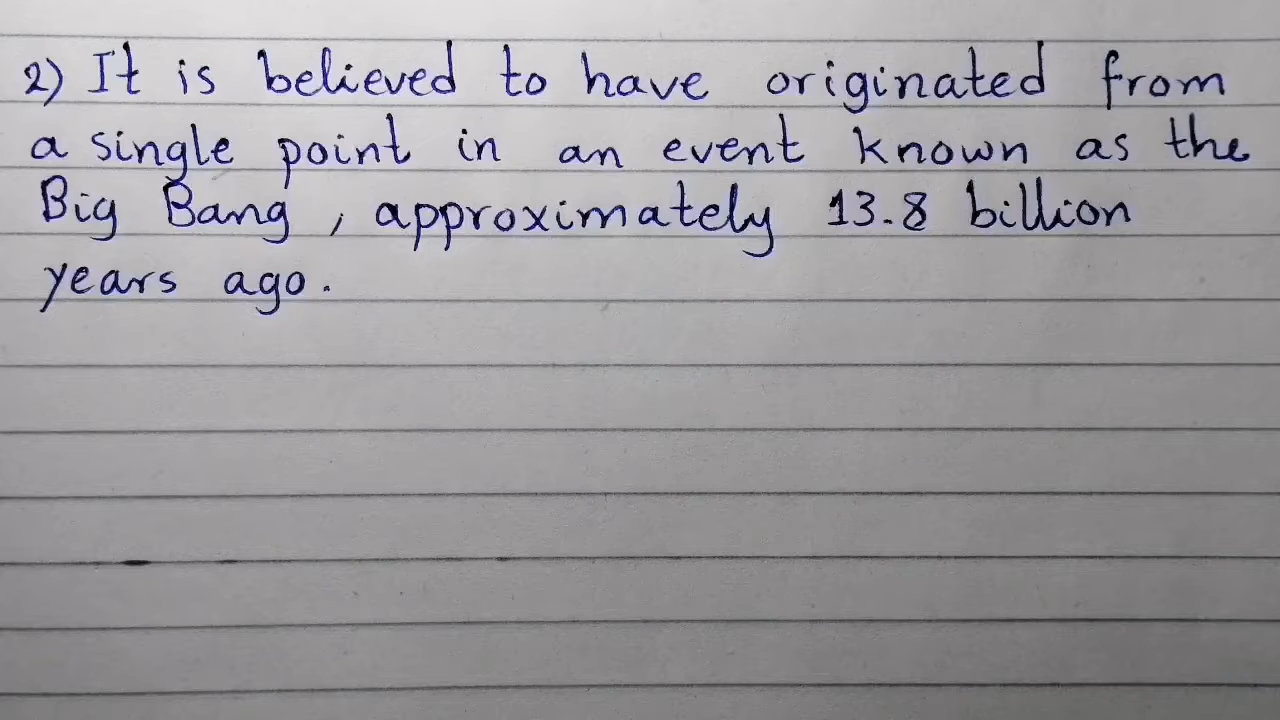 2) It is believed to have originated from
a single point in an event known as the
Big Bang , approximately 13.8 billion
years ago.